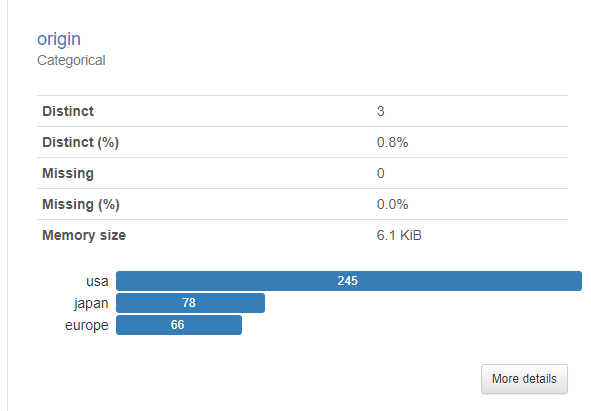 origin
Categorical
Distinct 3
Distinct (%) 0.8%
Missing 0
Missing (%) 0.0%
Memory size 6.1 KiB
usa 245
japan 78
europe 66
More details